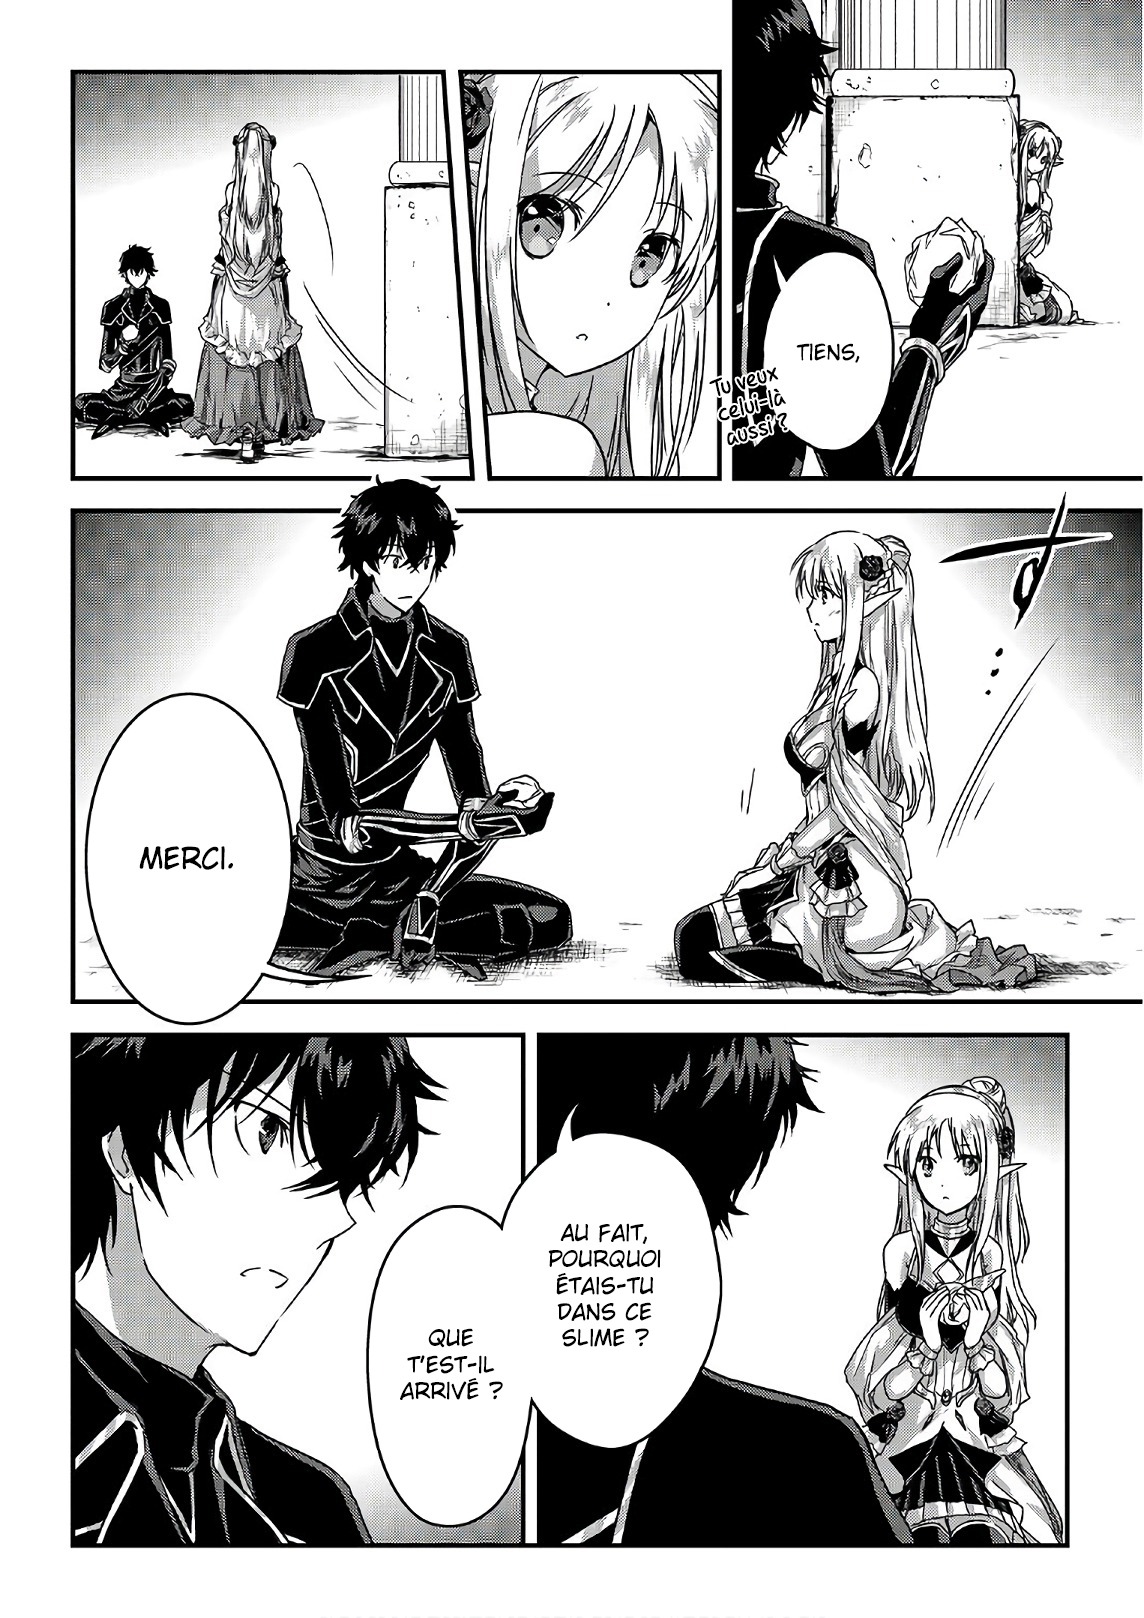 TIENS,
Tu veux
celui-là
aussi ?
MERCI.
AU FAIT,
POURQUOI
ÉTAIS-TU
DANS CE
SLIME ?
QUE
T'EST-IL
ARRIVÉ ?